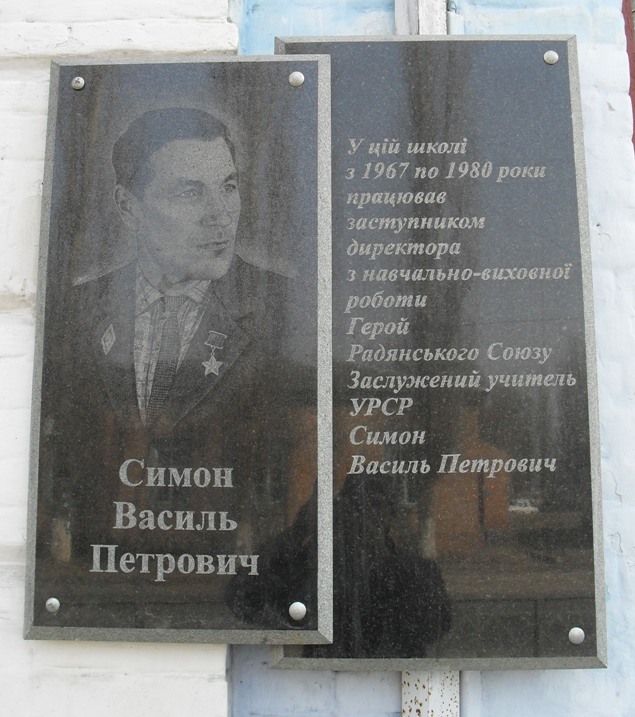 Симон
Василь
Петрович
У цій школі
з 1967 по 1980 роки
працював
заступником
директора
з навчально-виховної
роботи
Герой
Радянського Союзу
Заслужений учитель
УРСР
Симон
Василь Петрович